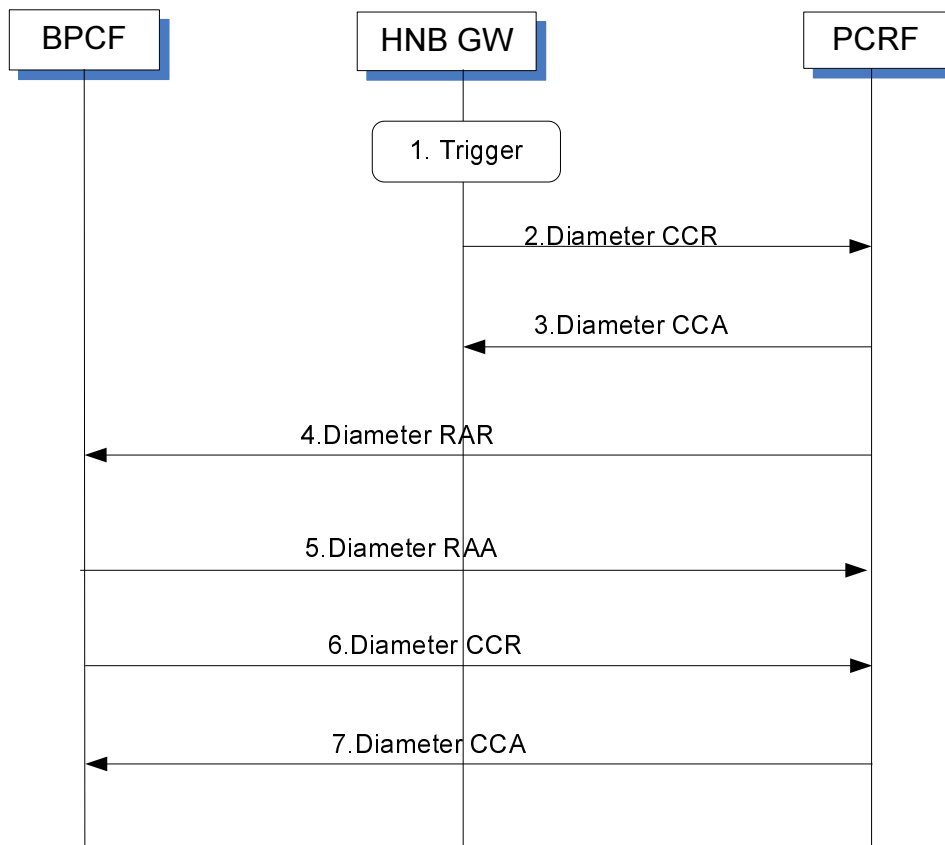 BPCF
HNB GW
PCRF
1. Trigger
2.Diameter CCR
3.Diameter CCA
4.Diameter RAR
5.Diameter RAA
6.Diameter CCR
7.Diameter CCA